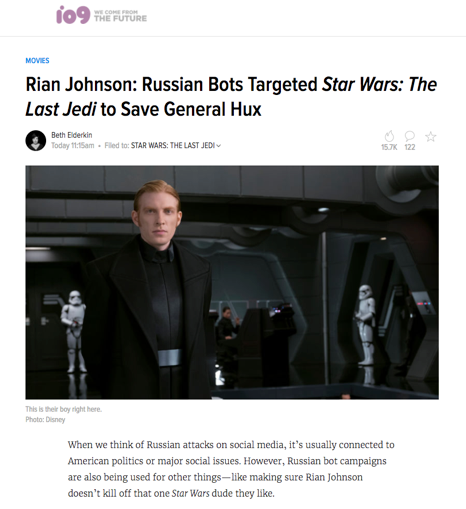 io9 WE COME FROM
THE FUTURE
MOVIES
Rian Johnson: Russian Bots Targeted Star Wars: The
Last Jedi to Save General Hux
Beth Elderkin
Today 11:15am • Filed to: STAR WARS: THE LAST JEDI
15.7K 122
This is their boy right here.
Photo: Disney
When we think of Russian attacks on social media, it’s usually connected to
American politics or major social issues. However, Russian bot campaigns
are also being used for other things—like making sure Rian Johnson
doesn’t kill off that one Star Wars dude they like.